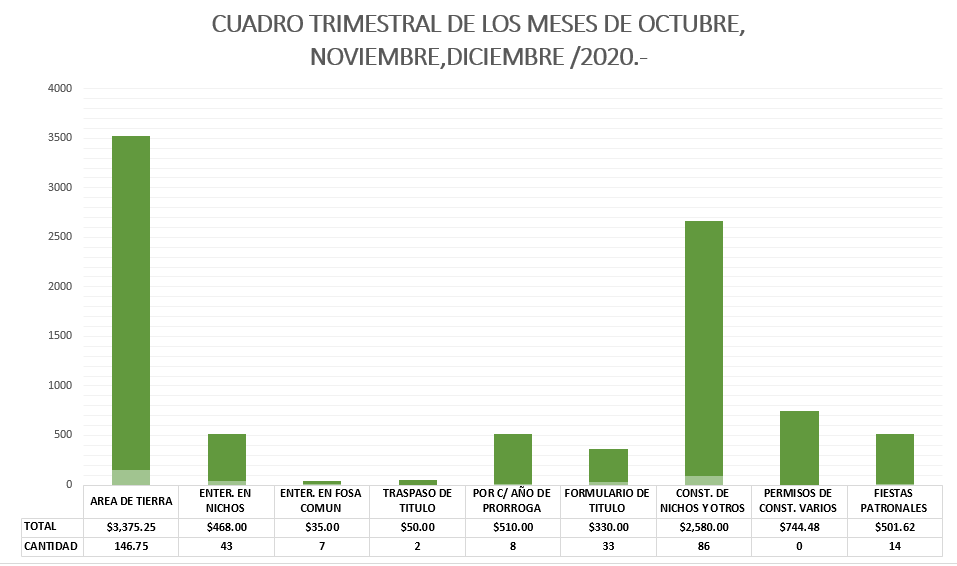 CUADRO TRIMESTRAL DE LOS MESES DE OCTUBRE,
NOVIEMBRE,DICIEMBRE /2020.-
4000
3500
3000
2500
2000
1500
1000
500
0
AREA DE TIERRA
ENTER. EN NICHOS
ENTER. EN FOSA COMUN
TRASPASO DE TITULO
POR C/ AÑO DE PRORROGA
FORMULARIO DE TITULO
CONST. DE NICHOS Y OTROS
PERMISOS DE CONST. VARIOS
FIESTAS PATRONALES
TOTAL $3,375.25 $468.00 $35.00 $50.00 $510.00 $330.00 $2,580.00 $744.48 $501.62
CANTIDAD 146.75 43 7 2 8 33 86 0 14